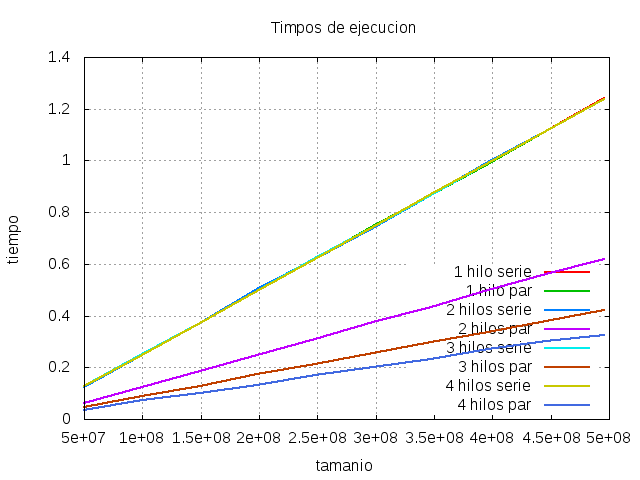 Timpos de ejecucion
1.4
1.2
1
0.8
0.6
0.4
0.2
0
tiempo
1 hilo serie
1 hilo par
2 hilos serie
2 hilos par
3 hilos serie
3 hilos par
4 hilos serie
4 hilos par
5e+07 1e+08 1.5e+08 2e+08 2.5e+08 3e+08 3.5e+08 4e+08 4.5e+08 5e+08
tamanio